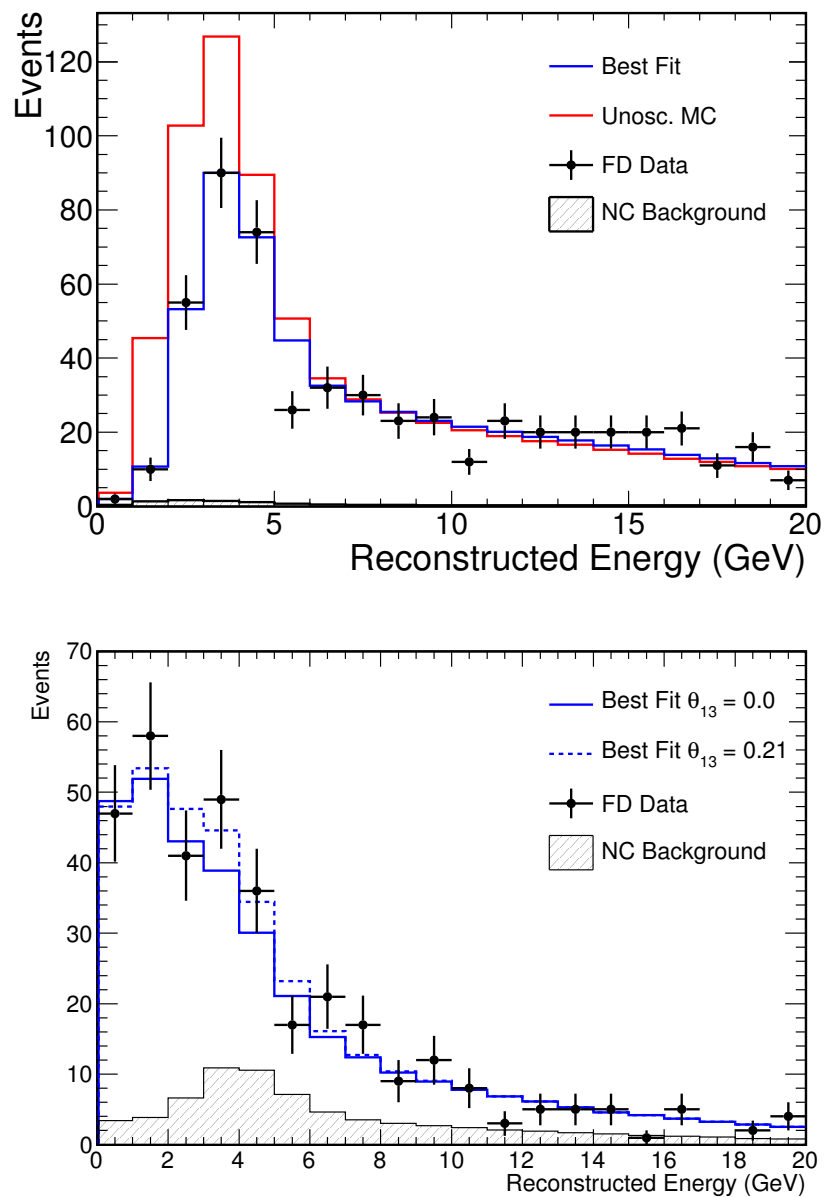 Events
120
100
80
60
40
20
0
Best Fit
Unosc. MC
FD Data
NC Background
0 5 10 15 20
Reconstructed Energy (GeV)
Events
70
60
50
40
30
20
10
0
Best Fit θ13 = 0.0
Best Fit θ13 = 0.21
FD Data
NC Background
0 2 4 6 8 10 12 14 16 18 20
Reconstructed Energy (GeV)